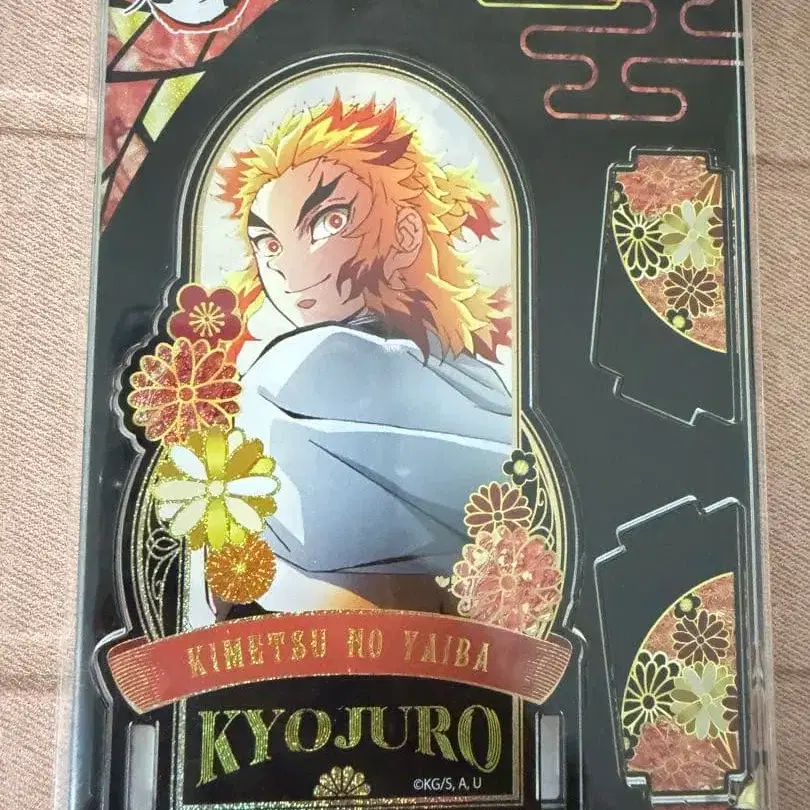 KIMETSU NO YAIBA
KYOJURO
©KG/S, A, U